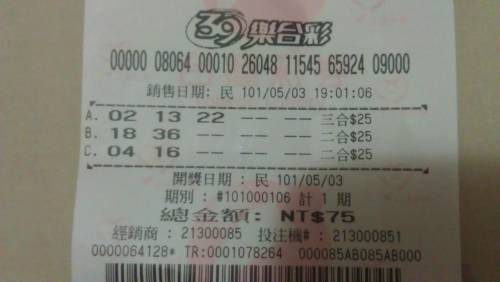 39樂合彩
00000 08064 00010 26048 11545 65924 09000
銷售日期: 民 101/05/03 19:01:06
A. 02 13 22 -- -- 三合$25
B. 18 36 -- -- -- 二合$25
C. 04 16 -- -- -- 二合$25
開獎日期 : 民 101/05/03
期別 : #101000106 計 1 期
總金額: NT$75
經銷商 : 21300085 投注機# : 213000851
0000064128* TR:0001078264 000085AB085AB000